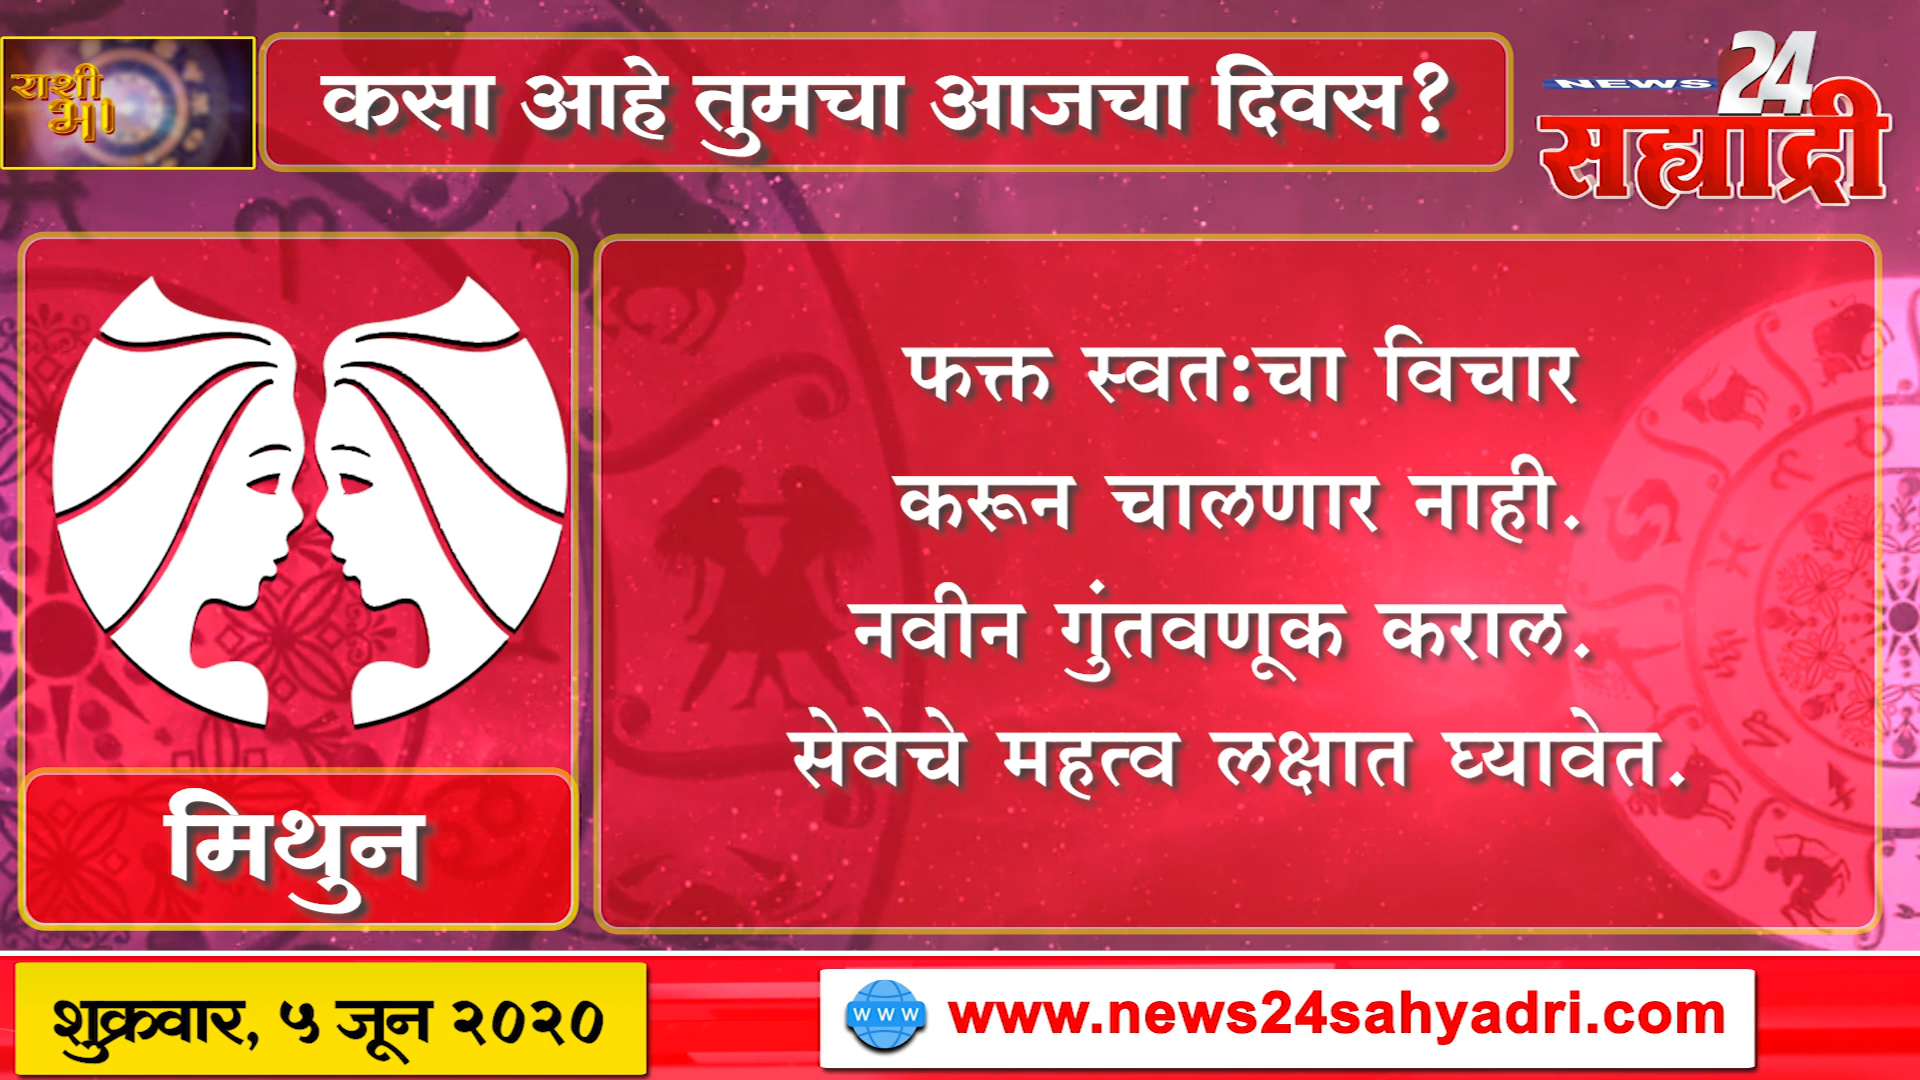 राशी
भ
कसा आहे तुमचा आजचा दिवस?
NEWS 24
सह्याद्री
फक्त स्वत:चा विचार
करून चालणार नाही.
नवीन गुंतवणूक कराल.
सेवेचे महत्व लक्षात घ्यावेत.
मिथुन
शुक्रवार, ५ जून २०२०
www
www.news24sahyadri.com